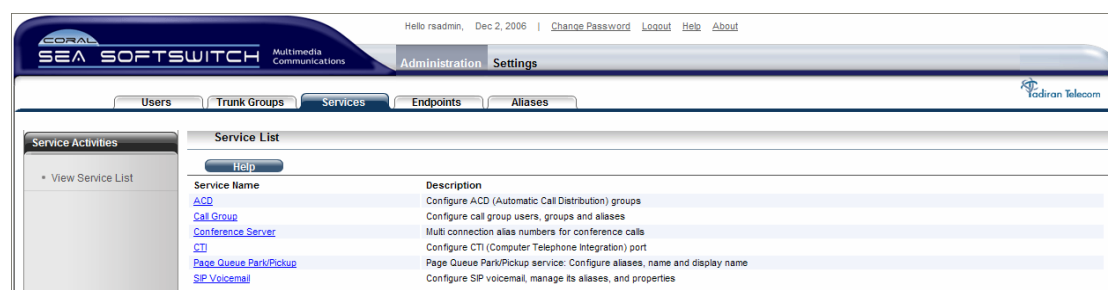 Hello rsadmin, Dec 2, 2006 | Change Password Logout Help About
CORAL
SEA SOFTSWITCH Multimedia Communications
Administration Settings
Users Trunk Groups Services Endpoints Aliases
Tadiran Telecom
Service Activities
Service List
Help
• View Service List
Service Name Description
ACD Configure ACD (Automatic Call Distribution) groups
Call Group Configure call group users, groups and aliases
Conference Server Multi connection alias numbers for conference calls
CTI Configure CTI (Computer Telephone Integration) port
Page Queue Park/Pickup Page Queue Park/Pickup service: Configure aliases, name and display name
SIP Voicemail Configure SIP voicemail, manage its aliases, and properties